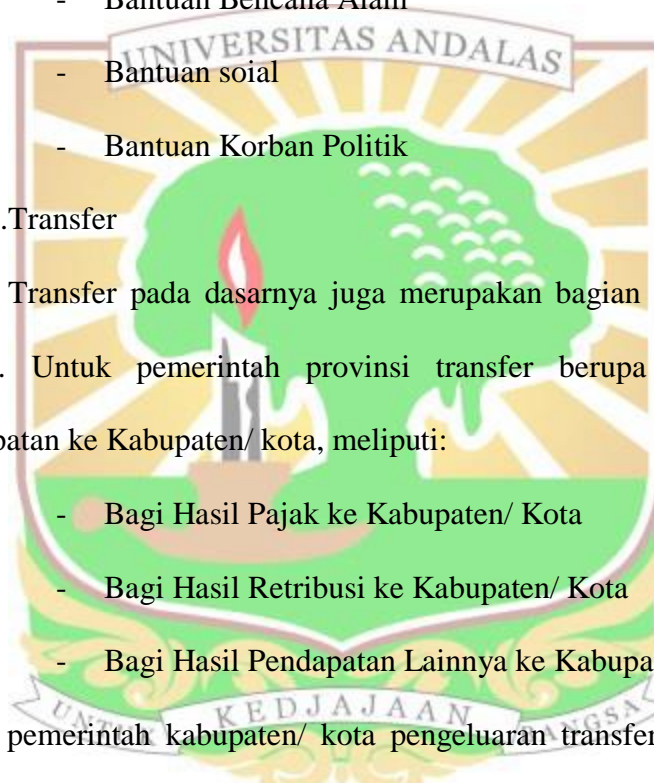 - Bantuan Bencana Alam
UNIVERSITAS ANDALAS
- Bantuan soial
- Bantuan Korban Politik
.Transfer
Transfer pada dasarnya juga merupakan bagian
. Untuk pemerintah provinsi transfer berupa
patan ke Kabupaten/ kota, meliputi:
- Bagi Hasil Pajak ke Kabupaten/ Kota
- Bagi Hasil Retribusi ke Kabupaten/ Kota
- Bagi Hasil Pendapatan Lainnya ke Kabupa
UNTUK KEDJAJAAN BANGSA
pemerintah kabupaten/ kota pengeluaran transfer